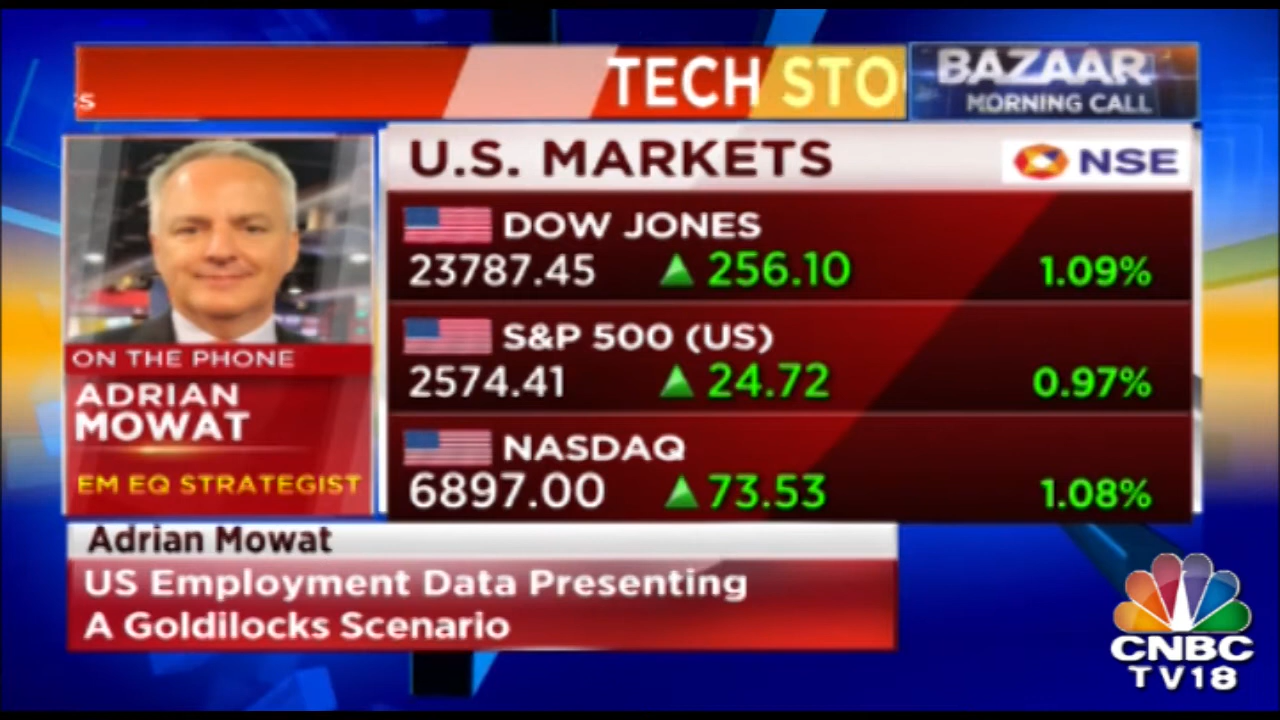 S
TECH STO
BAZAAR
MORNING CALL
U.S. MARKETS
NSE
DOW JONES
23787.45 ▲ 256.10 1.09%
S&P 500 (US)
2574.41 ▲ 24.72 0.97%
NASDAQ
6897.00 ▲ 73.53 1.08%
ON THE PHONE
ADRIAN
MOWAT
EM EQ STRATEGIST
Adrian Mowat
US Employment Data Presenting
A Goldilocks Scenario
CNBC
TV18